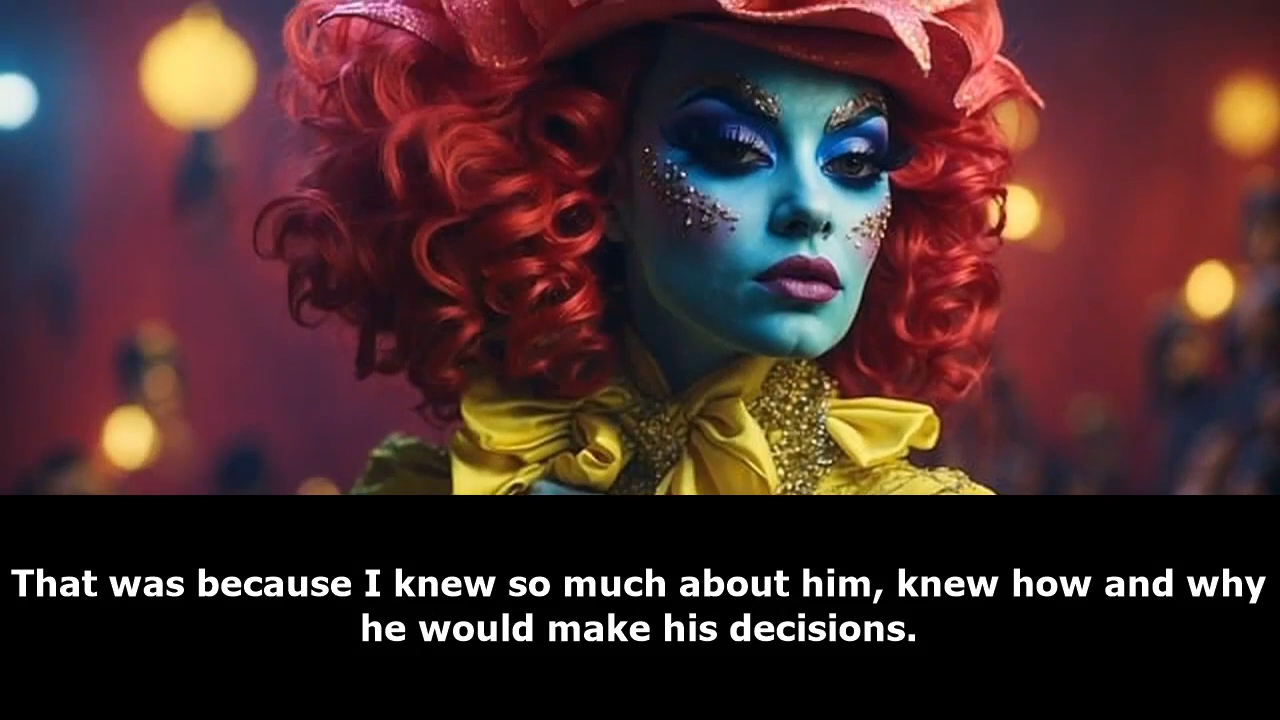 That was because I knew so much about him, knew how and why
he would make his decisions.